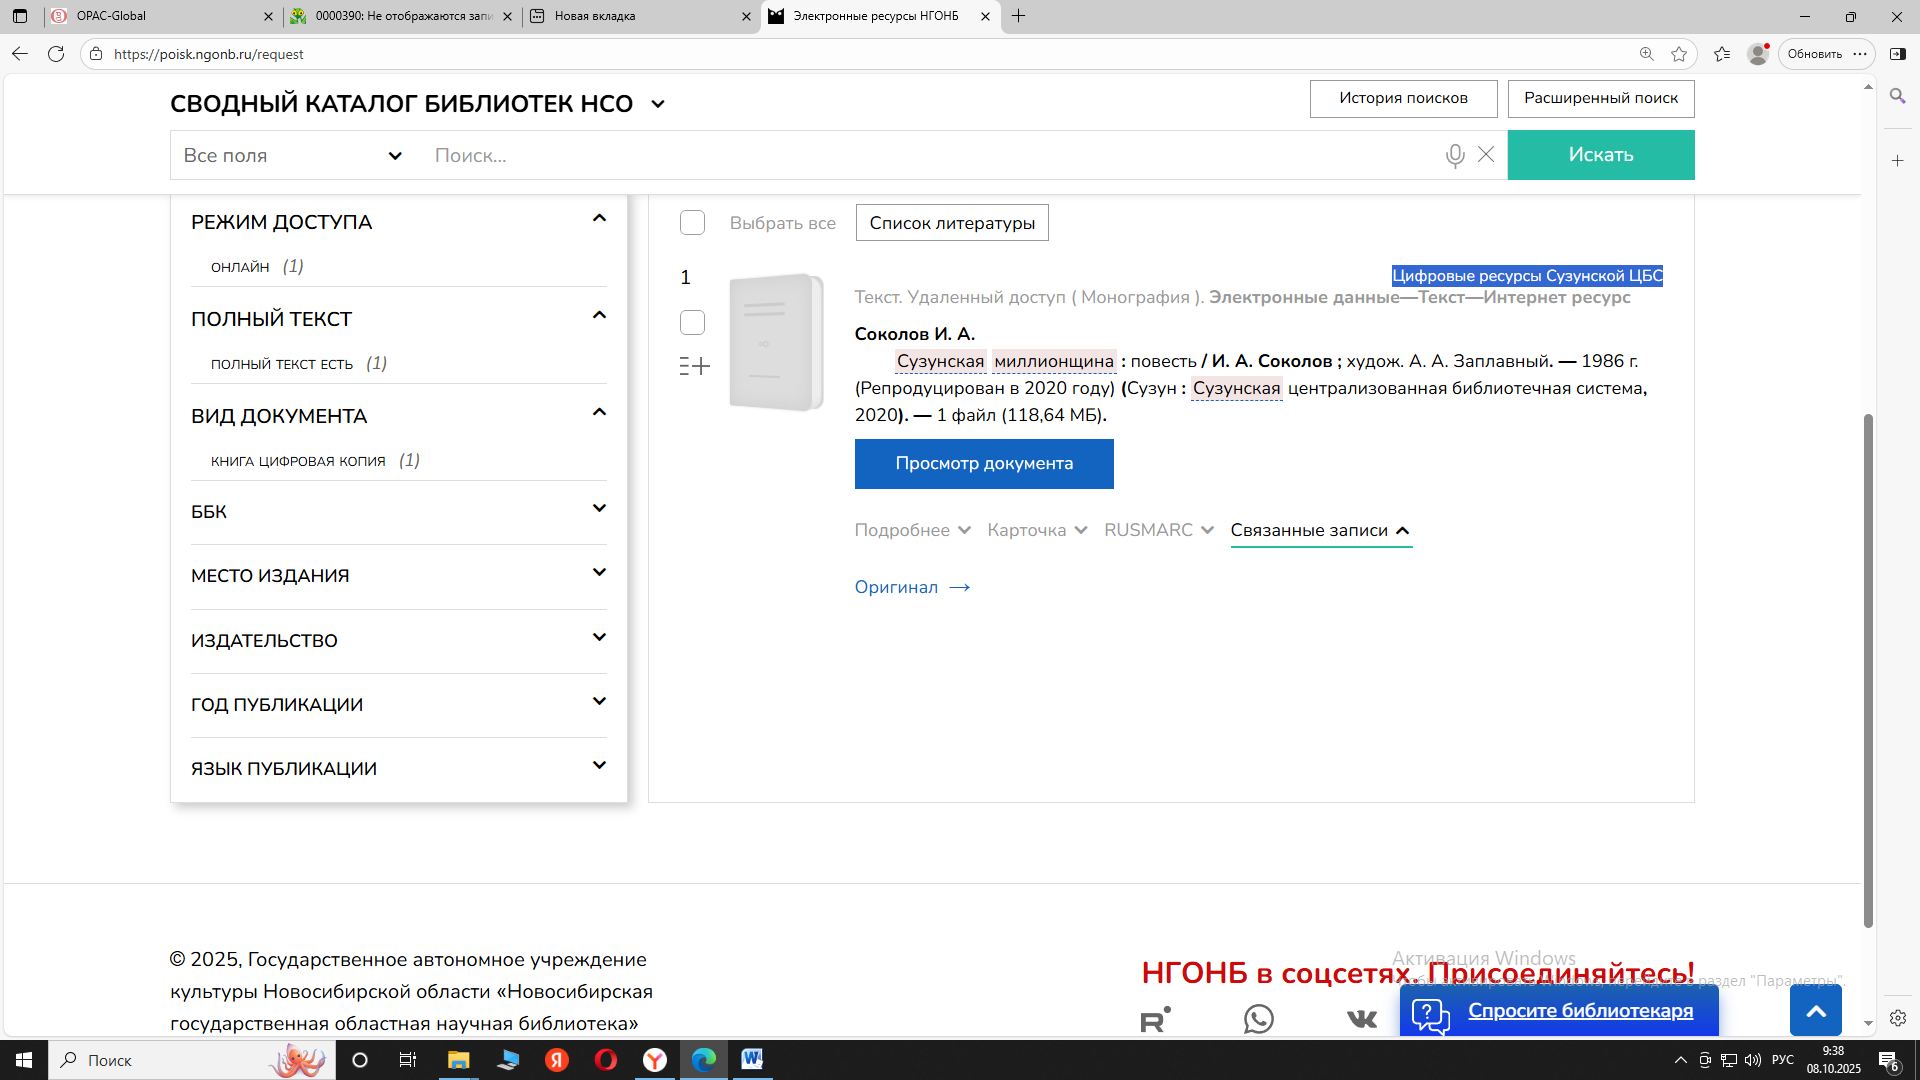 OPAC-Global
0000390: Не отображаются запи
Новая вкладка
Электронные ресурсы НГОНБ
https://poisk.ngonb.ru/request
Обновить
СВОДНЫЙ КАТАЛОГ БИБЛИОТЕК НСО
История поисков
Расширенный поиск
Все поля
Поиск...
Искать
РЕЖИМ ДОСТУПА
ОНЛАЙН (1)
ПОЛНЫЙ ТЕКСТ
ПОЛНЫЙ ТЕКСТ ЕСТЬ (1)
ВИД ДОКУМЕНТА
КНИГА ЦИФРОВАЯ КОПИЯ (1)
ББК
МЕСТО ИЗДАНИЯ
ИЗДАТЕЛЬСТВО
ГОД ПУБЛИКАЦИИ
ЯЗЫК ПУБЛИКАЦИИ
Выбрать все
Список литературы
1
Цифровые ресурсы Сузунской ЦБС
Текст. Удаленный доступ ( Монография ). Электронные данные—Текст—Интернет ресурс
Соколов И. А.
Сузунская миллионщина : повесть / И. А. Соколов ; худож. А. А. Заплавный. — 1986 г.
(Репродуцирован в 2020 году) (Сузун : Сузунская централизованная библиотечная система,
2020). — 1 файл (118,64 МБ).
Просмотр документа
Подробнее
Карточка
RUSMARC
Связанные записи
Оригинал →
© 2025, Государственное автономное учреждение
культуры Новосибирской области «Новосибирская
государственная областная научная библиотека»
НГОНБ в соцсетях. Присоединяйтесь!
Активация Windows
раздел "Параметры".
Спросите библиотекаря
Поиск
РУС
9:38
08.10.2025
6